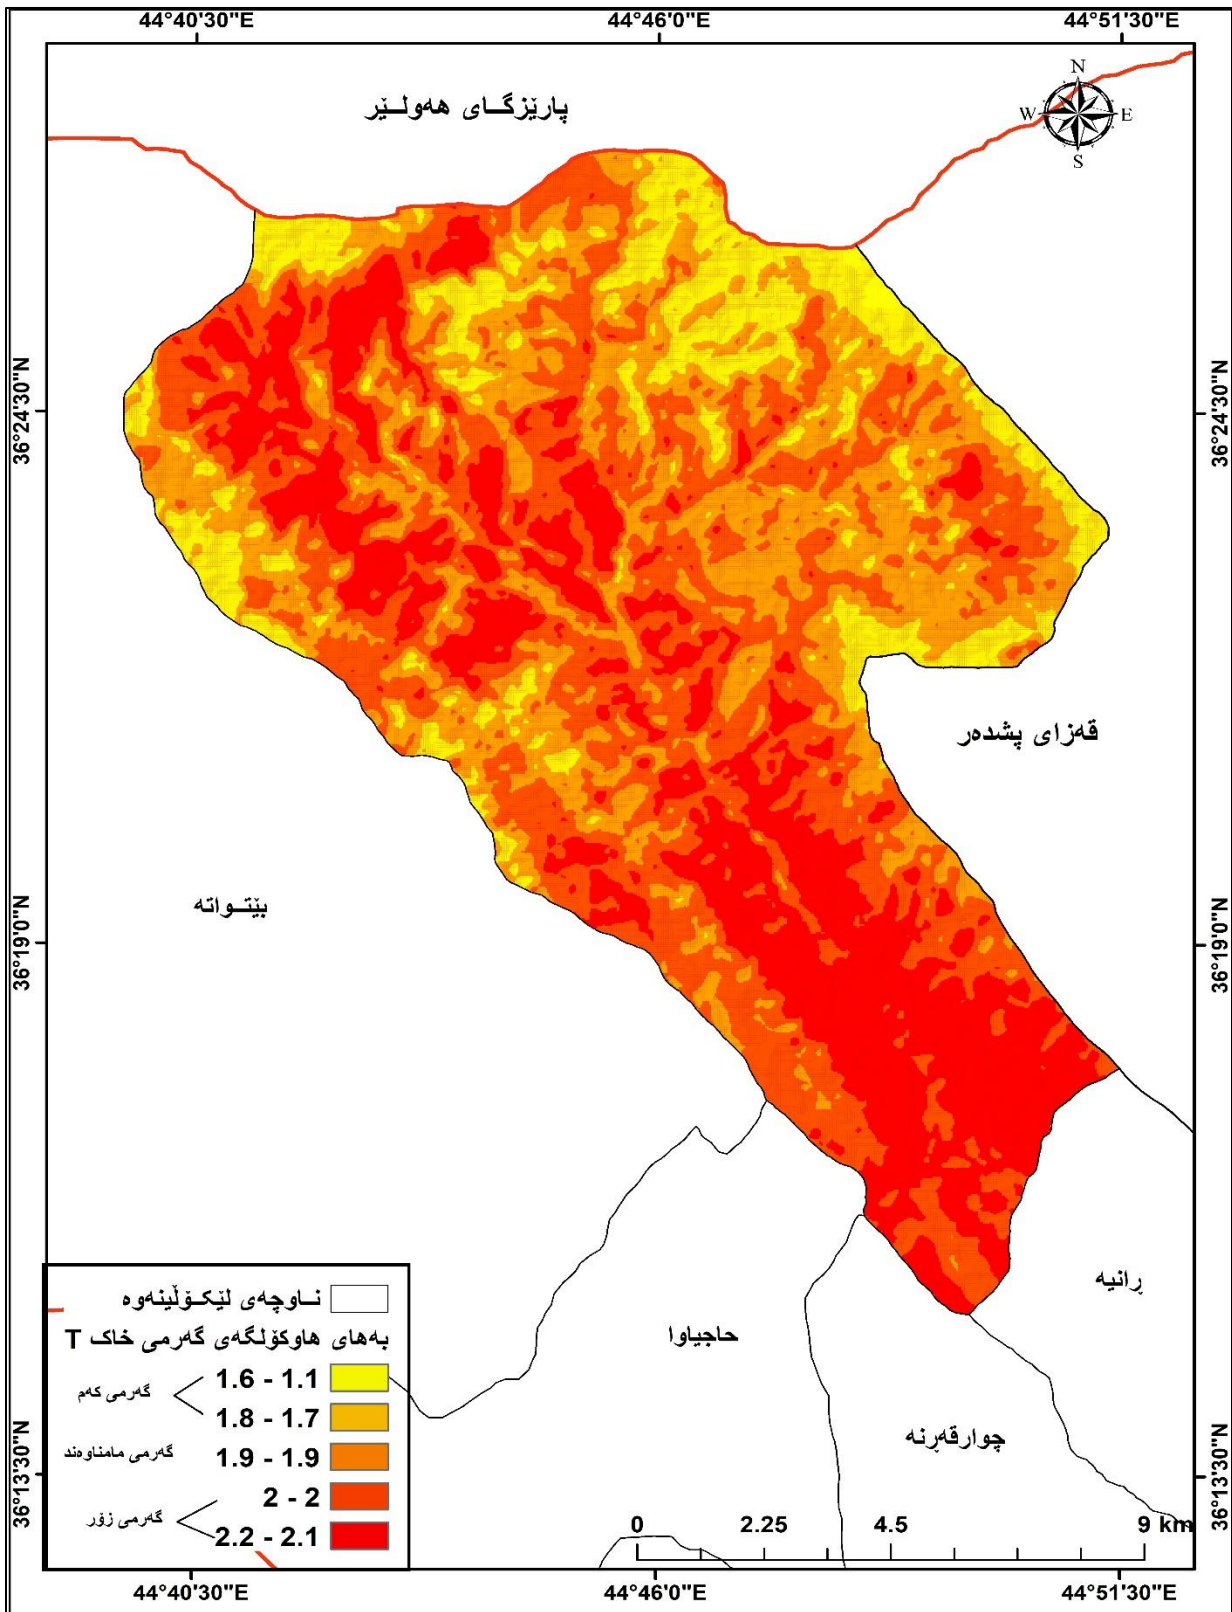 44°40'30"E
44°46'0"E
44°51'30"E
N
W E
S
پارێزگـای هەولـێر
36°24'30"N
36°24'30"N
قەزای پشدەر
بێتـواتە
36°19'0"N
36°19'0"N
ڕانیە
حاجیاوا
چوارقەڕنە
نـاوچەی لێکـۆڵینەوە
بەهای هاوکۆلگەی گەرمی خاک T
1.6 - 1.1
گەرمی کەم
1.8 - 1.7
1.9 - 1.9
گەرمی مامناوەند
2 - 2
گەرمی زۆر
2.2 - 2.1
0 2.25 4.5 9 km
36°13'30"N
36°13'30"N
44°40'30"E
44°46'0"E
44°51'30"E